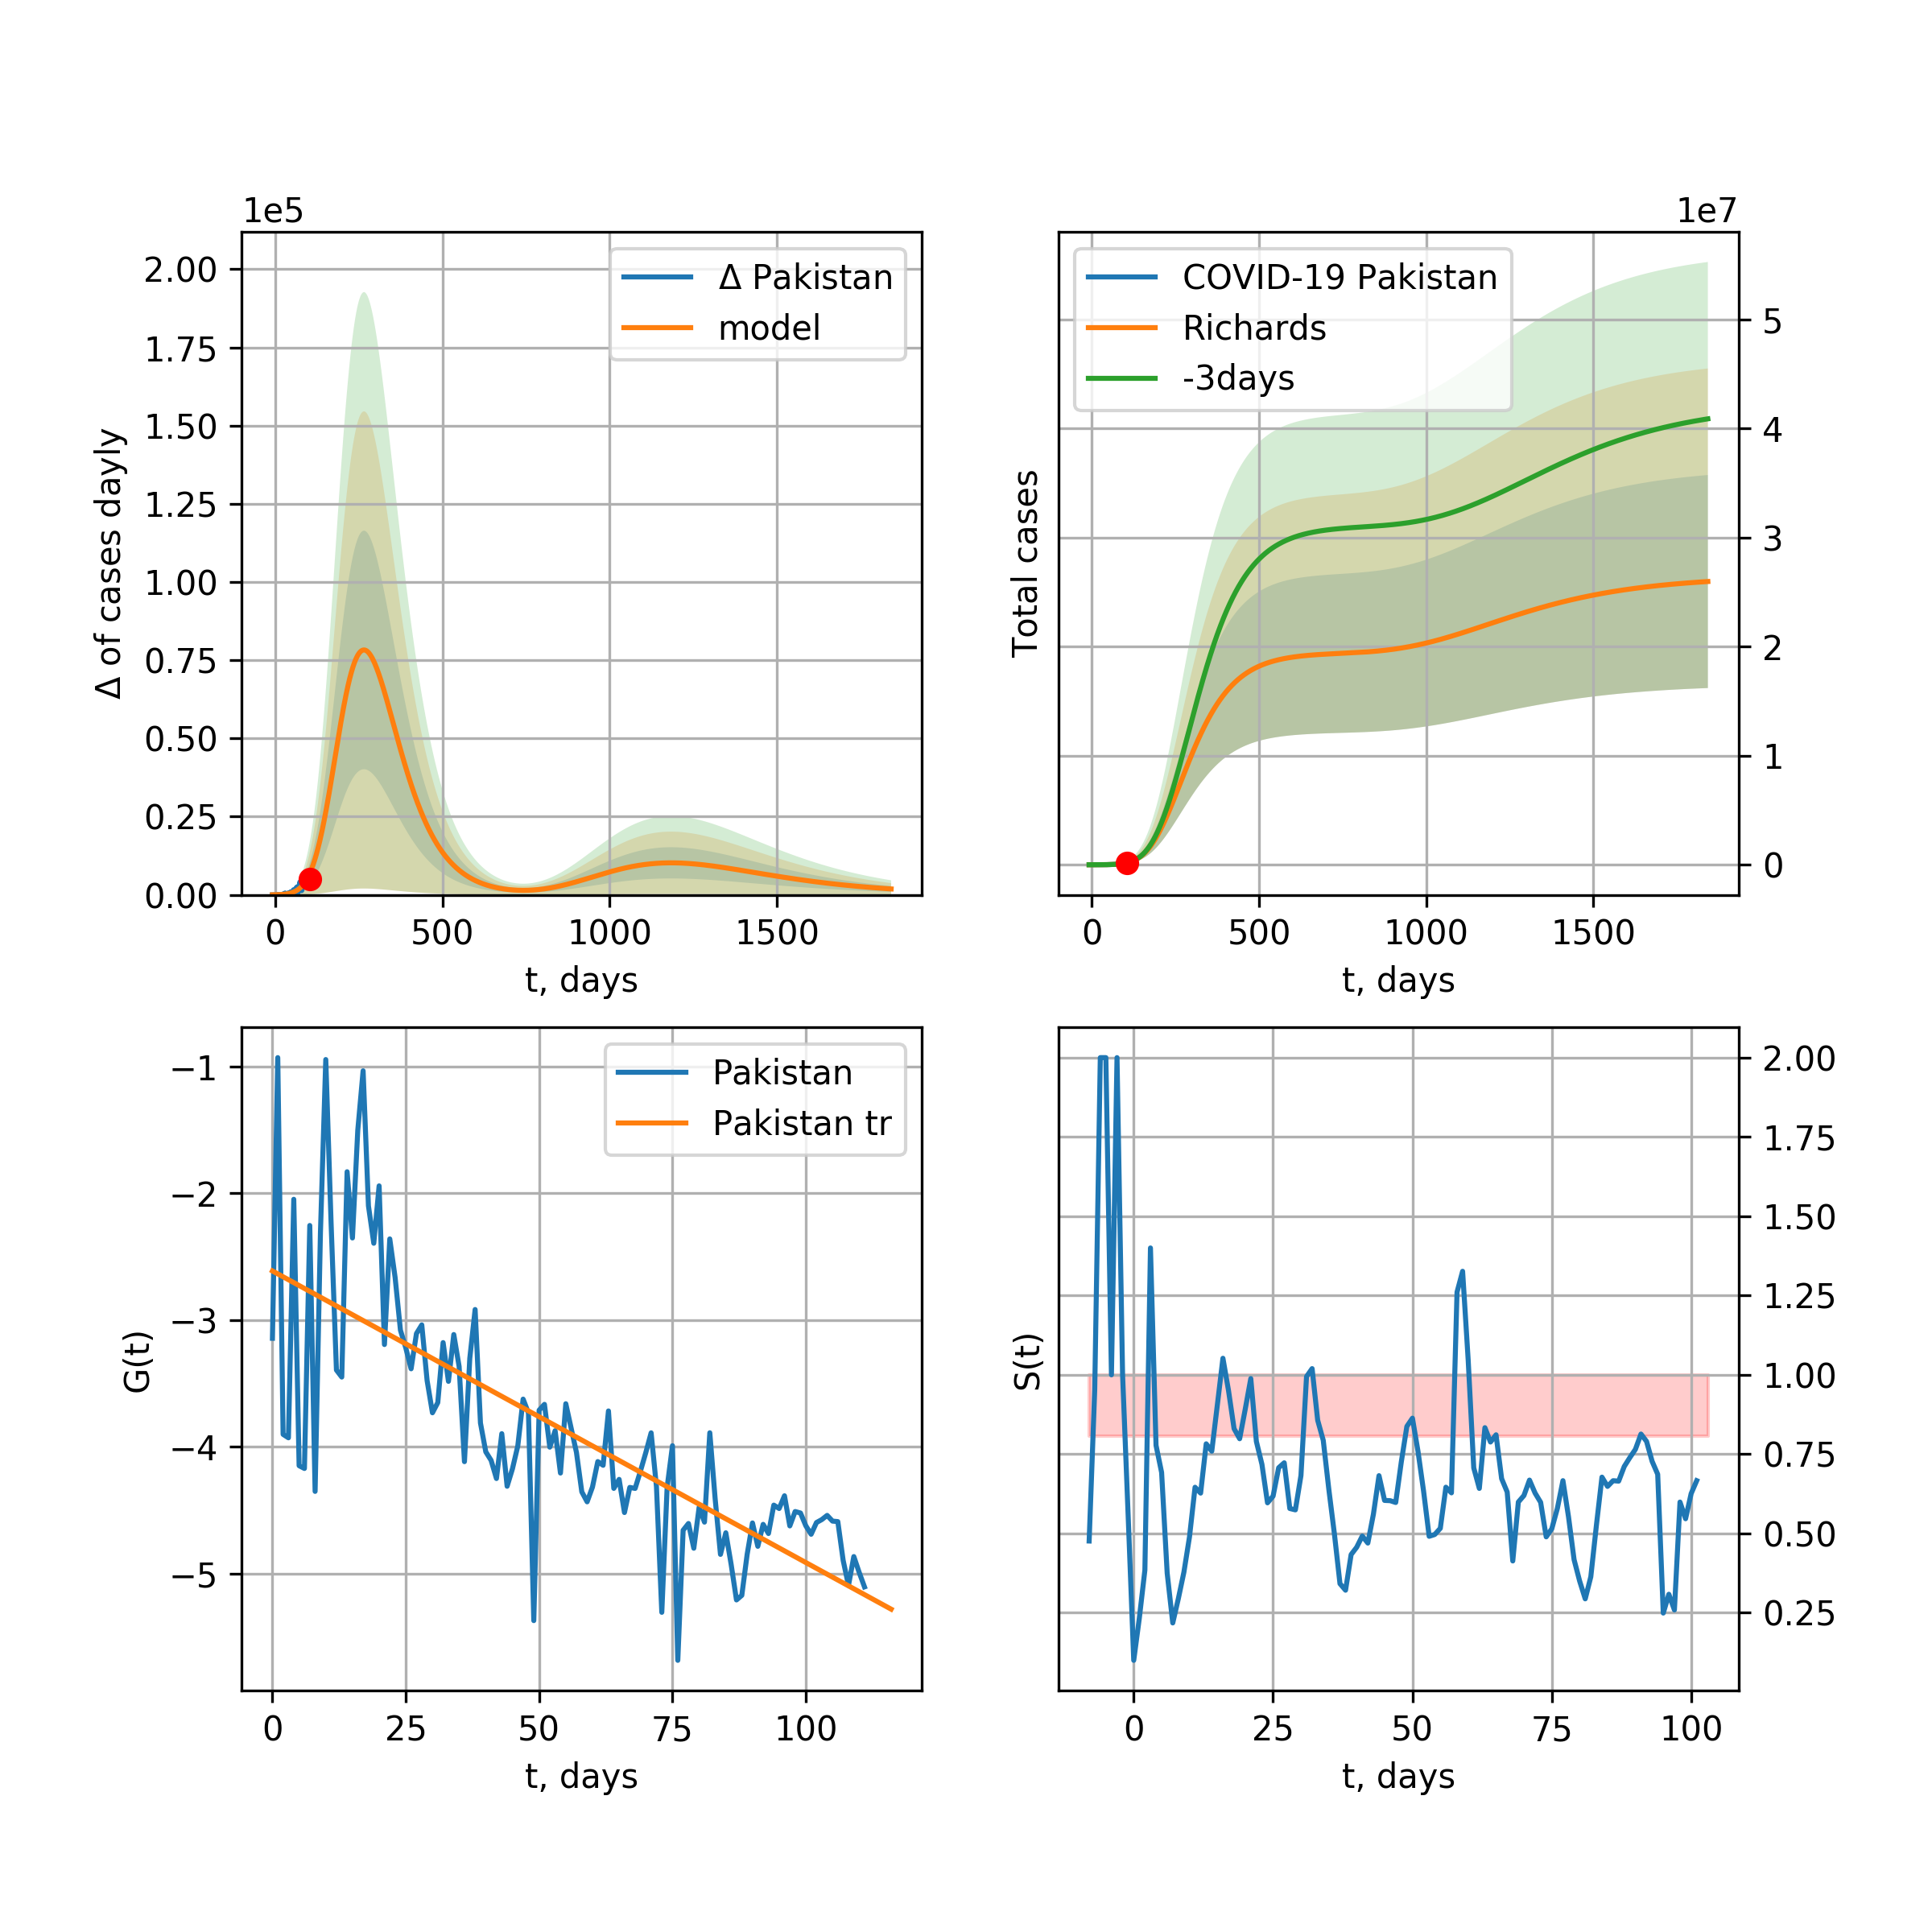 1e5
2.00
1.75
1.50
1.25
1.00
0.75
0.50
0.25
0.00
Δ of cases dayly
Δ Pakistan
model
0 500 1000 1500
t, days
1e7
COVID-19 Pakistan
Richards
-3days
Total cases
5
4
3
2
1
0
0 500 1000 1500
t, days
−1
−2
−3
−4
−5
G(t)
Pakistan
Pakistan tr
0 25 50 75 100
t, days
S(t)
2.00
1.75
1.50
1.25
1.00
0.75
0.50
0.25
0 25 50 75 100
t, days